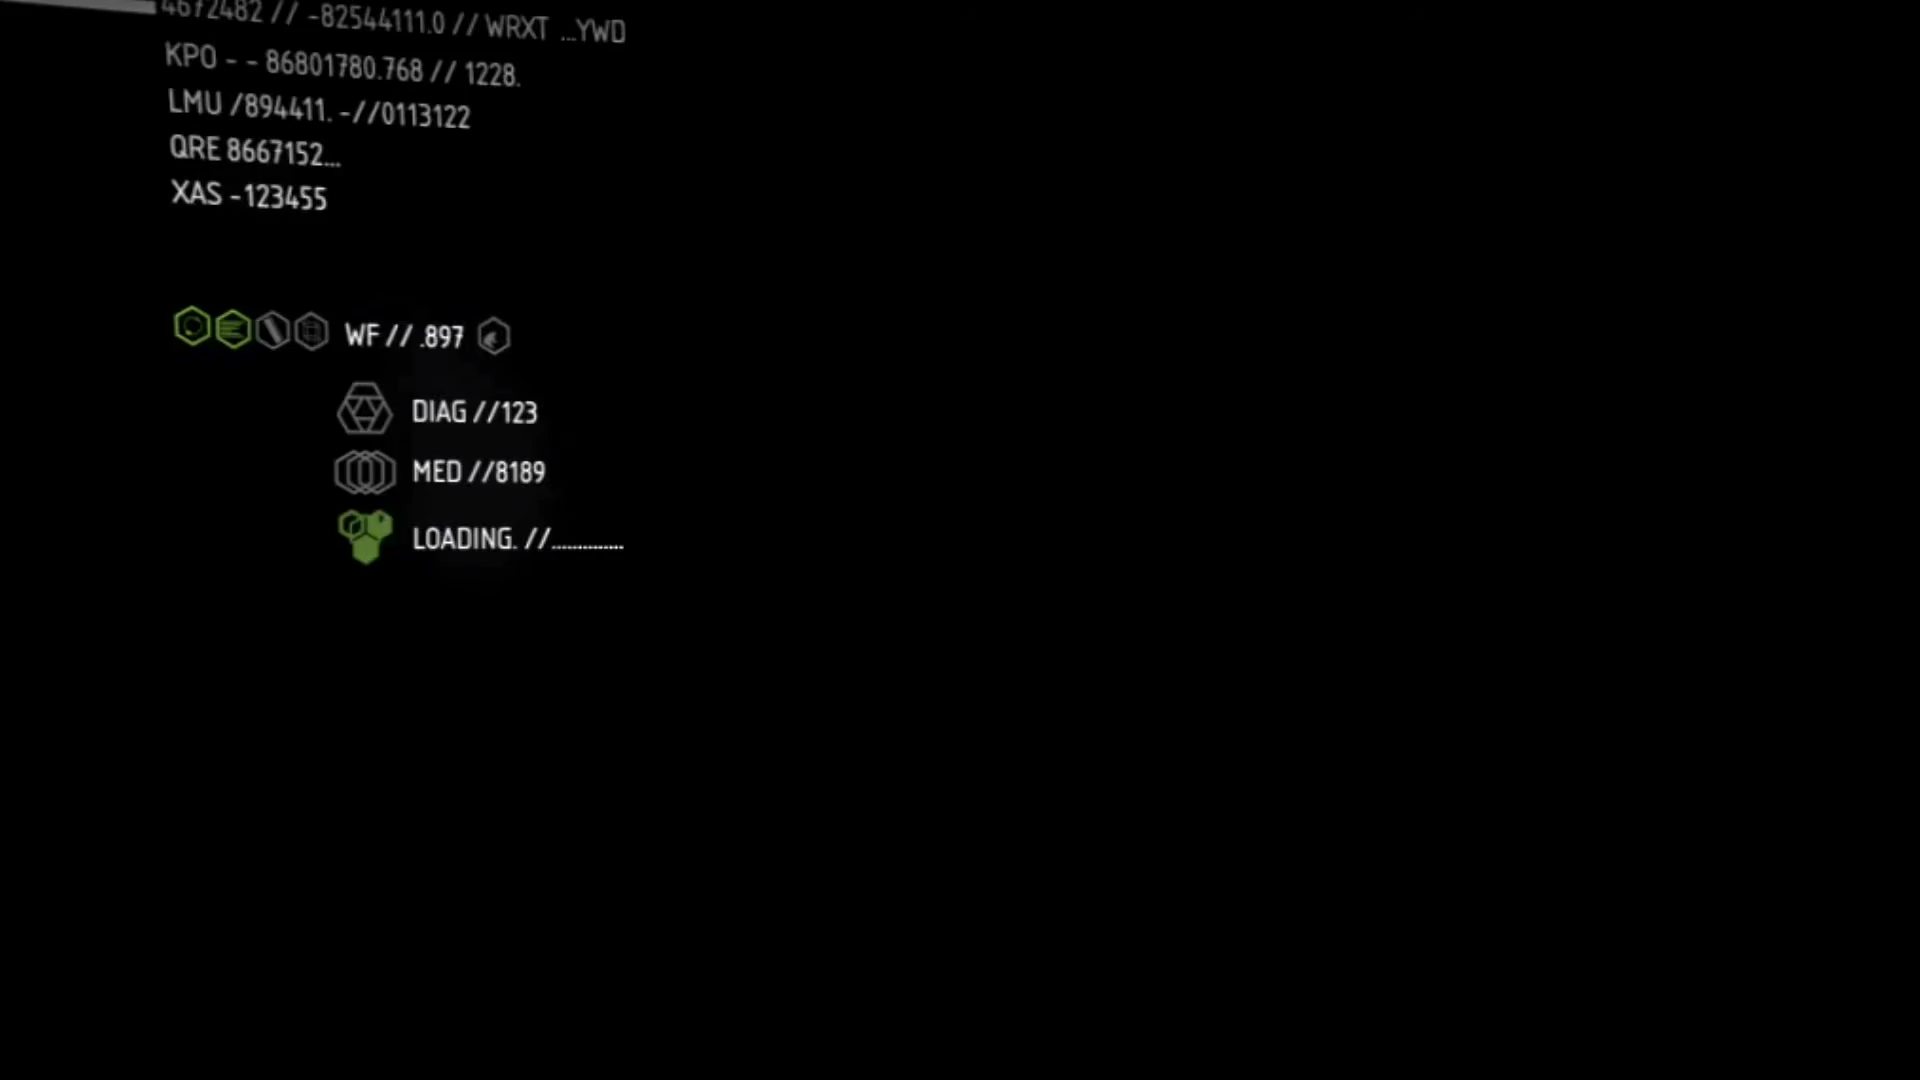 4672482 // -82544111.0 // WRXT ...YWD
KPO - - 86801780.768 // 1228.
LMU /894411. -//0113122
QRE 8667152...
XAS -123455
WF // .897
DIAG //123
MED //8189
LOADING. //..............